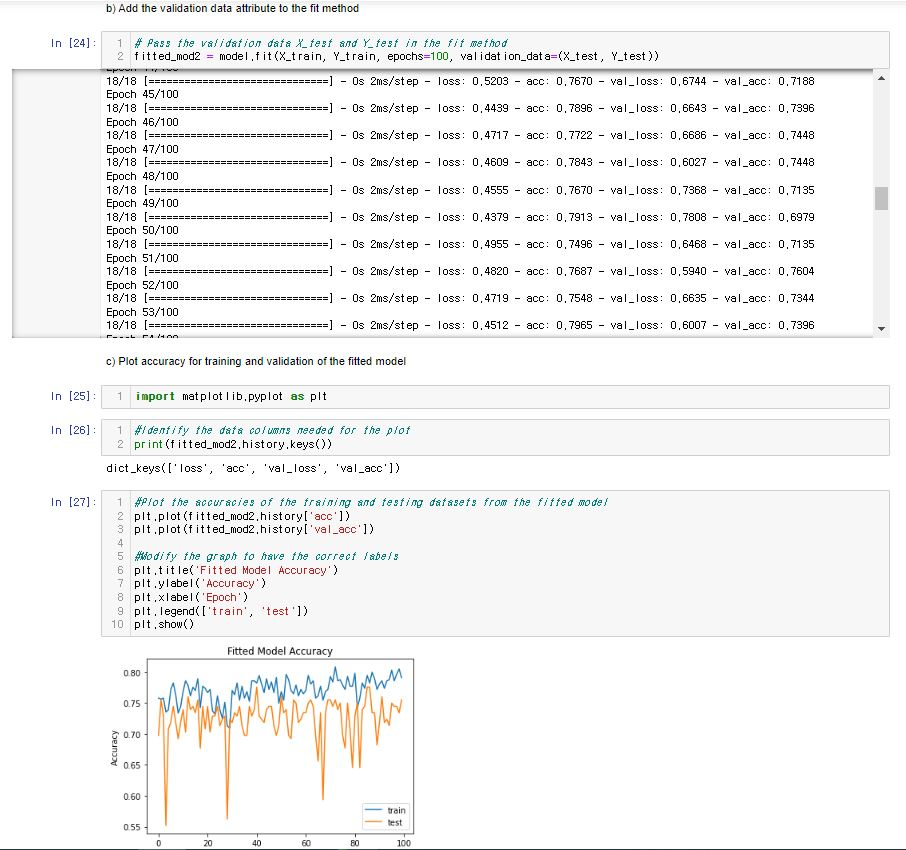 b) Add the validation data attribute to the fit method
In [24]:
1 # Pass the validation data X_test and Y_test in the fit method
2 fitted_mod2 = model.fit(X_train, Y_train, epochs=100, validation_data=(X_test, Y_test))
18/18 [==============================] - 0s 2ms/step - loss: 0.5203 - acc: 0.7670 - val_loss: 0.6744 - val_acc: 0.7188
Epoch 45/100
18/18 [==============================] - 0s 2ms/step - loss: 0.4439 - acc: 0.7896 - val_loss: 0.6643 - val_acc: 0.7396
Epoch 46/100
18/18 [==============================] - 0s 2ms/step - loss: 0.4717 - acc: 0.7722 - val_loss: 0.6686 - val_acc: 0.7448
Epoch 47/100
18/18 [==============================] - 0s 2ms/step - loss: 0.4609 - acc: 0.7843 - val_loss: 0.6027 - val_acc: 0.7448
Epoch 48/100
18/18 [==============================] - 0s 2ms/step - loss: 0.4555 - acc: 0.7670 - val_loss: 0.7368 - val_acc: 0.7135
Epoch 49/100
18/18 [==============================] - 0s 2ms/step - loss: 0.4379 - acc: 0.7913 - val_loss: 0.7808 - val_acc: 0.6979
Epoch 50/100
18/18 [==============================] - 0s 2ms/step - loss: 0.4955 - acc: 0.7496 - val_loss: 0.6468 - val_acc: 0.7135
Epoch 51/100
18/18 [==============================] - 0s 2ms/step - loss: 0.4820 - acc: 0.7687 - val_loss: 0.5940 - val_acc: 0.7604
Epoch 52/100
18/18 [==============================] - 0s 2ms/step - loss: 0.4719 - acc: 0.7548 - val_loss: 0.6635 - val_acc: 0.7344
Epoch 53/100
18/18 [==============================] - 0s 2ms/step - loss: 0.4512 - acc: 0.7965 - val_loss: 0.6007 - val_acc: 0.7396
c) Plot accuracy for training and validation of the fitted model
In [25]:
1 import matplotlib.pyplot as plt
In [26]:
1 #Identify the data columns needed for the plot
2 print(fitted_mod2.history.keys())
dict_keys(['loss', 'acc', 'val_loss', 'val_acc'])
In [27]:
1 #Plot the accuracies of the training and testing datasets from the fitted model
2 plt.plot(fitted_mod2.history['acc'])
3 plt.plot(fitted_mod2.history['val_acc'])
4
5 #Modify the graph to have the correct labels
6 plt.title('Fitted Model Accuracy')
7 plt.ylabel('Accuracy')
8 plt.xlabel('Epoch')
9 plt.legend(['train', 'test'])
10 plt.show()
Fitted Model Accuracy
0.80
0.75
0.70
0.65
0.60
0.55
Accuracy
train
test
0 20 40 60 80 100